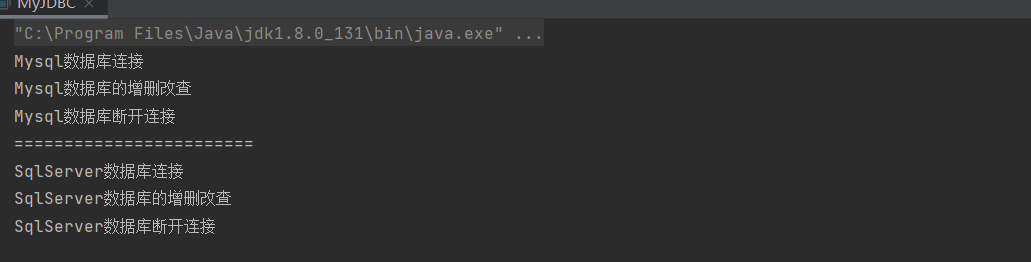 MyJDBC ×
"C:\Program Files\Java\jdk1.8.0_131\bin\java.exe" ...
Mysql数据库连接
Mysql数据库的增删改查
Mysql数据库断开连接
========================
SqlServer数据库连接
SqlServer数据库的增删改查
SqlServer数据库断开连接